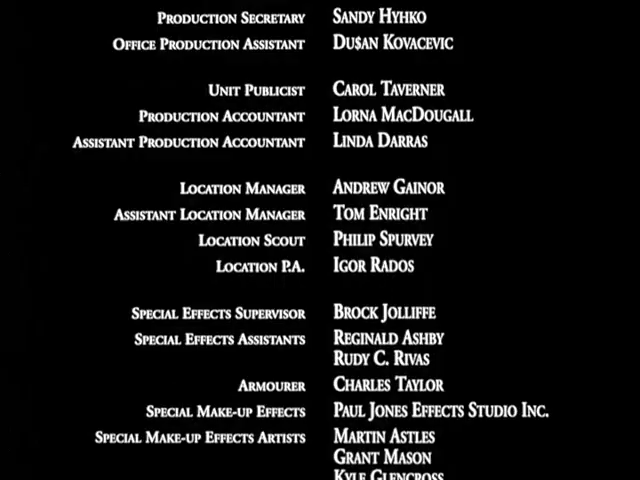 Production Secretary Sandy Hyhko
Office Production Assistant Du$an Kovacevic
Unit Publicist Carol Taverner
Production Accountant Lorna MacDougall
Assistant Production Accountant Linda Darras
Location Manager Andrew Gainor
Assistant Location Manager Tom Enright
Location Scout Philip Spurvey
Location P.A. Igor Rados
Special Effects Supervisor Brock Jolliffe
Special Effects Assistants Reginald Ashby
Rudy C. Rivas
Armourer Charles Taylor
Special Make-up Effects Paul Jones Effects Studio Inc.
Special Make-up Effects Artists Martin Astles
Grant Mason
Kyle Glencross